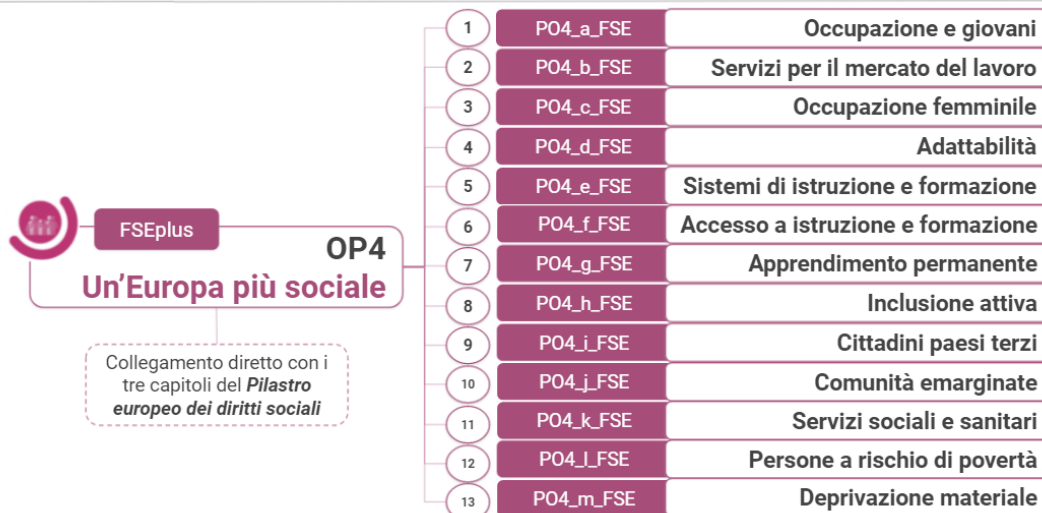 FSEplus
OP4
Un'Europa più sociale
Collegamento diretto con i
tre capitoli del Pilastro
europeo dei diritti sociali
1 PO4_a_FSE Occupazione e giovani
2 PO4_b_FSE Servizi per il mercato del lavoro
3 PO4_c_FSE Occupazione femminile
4 PO4_d_FSE Adattabilità
5 PO4_e_FSE Sistemi di istruzione e formazione
6 PO4_f_FSE Accesso a istruzione e formazione
7 PO4_g_FSE Apprendimento permanente
8 PO4_h_FSE Inclusione attiva
9 PO4_i_FSE Cittadini paesi terzi
10 PO4_j_FSE Comunità emarginate
11 PO4_k_FSE Servizi sociali e sanitari
12 PO4_l_FSE Persone a rischio di povertà
13 PO4_m_FSE Deprivazione materiale